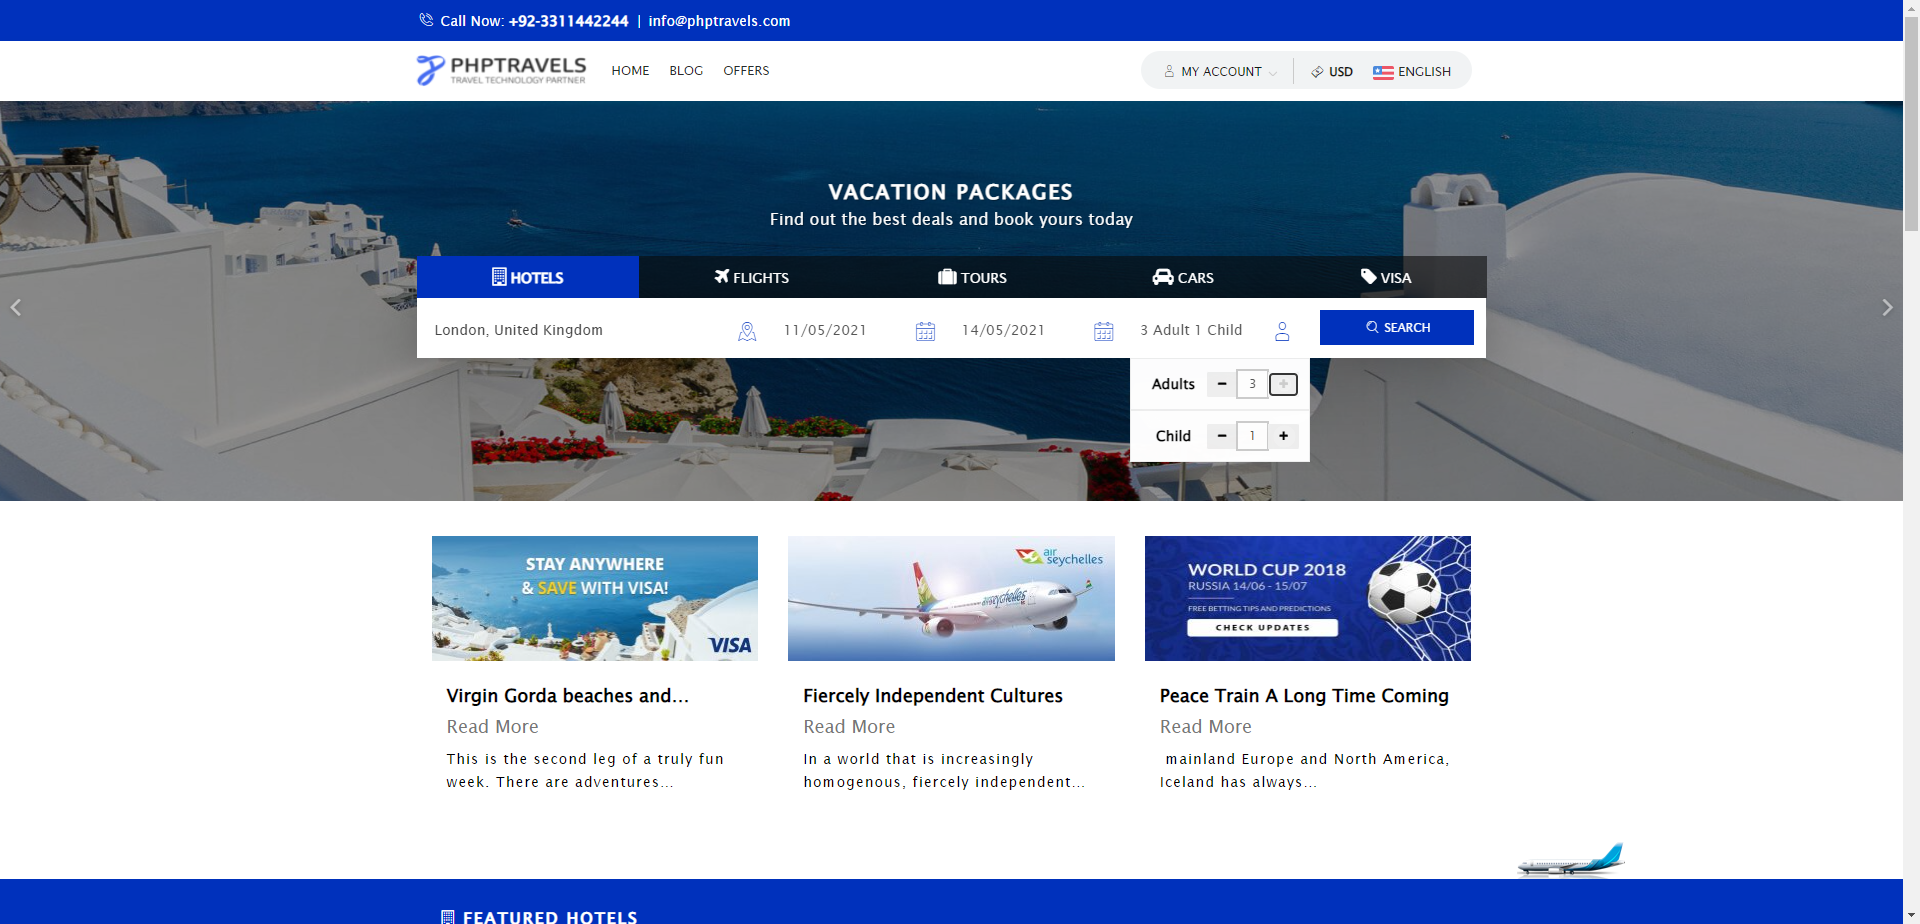 Call Now: +92-3311442244 | info@phptravels.com
PHPTRAVELS
TRAVEL TECHNOLOGY PARTNER
HOME BLOG OFFERS
MY ACCOUNT USD ENGLISH
VACATION PACKAGES
Find out the best deals and book yours today
HOTELS FLIGHTS TOURS CARS VISA
London, United Kingdom 11/05/2021 14/05/2021 3 Adult 1 Child SEARCH
Adults - 3 +
Child - 1 +
STAY ANYWHERE
& SAVE WITH VISA!
VISA
air
seychelles
airseychelles
WORLD CUP 2018
RUSSIA 14/06 - 15/07
FREE BETTING TIPS AND PREDICTIONS
CHECK UPDATES
Virgin Gorda beaches and...
Read More
This is the second leg of a truly fun
week. There are adventures...
Fiercely Independent Cultures
Read More
In a world that is increasingly
homogenous, fiercely independent...
Peace Train A Long Time Coming
Read More
mainland Europe and North America,
Iceland has always...
FEATURED HOTELS